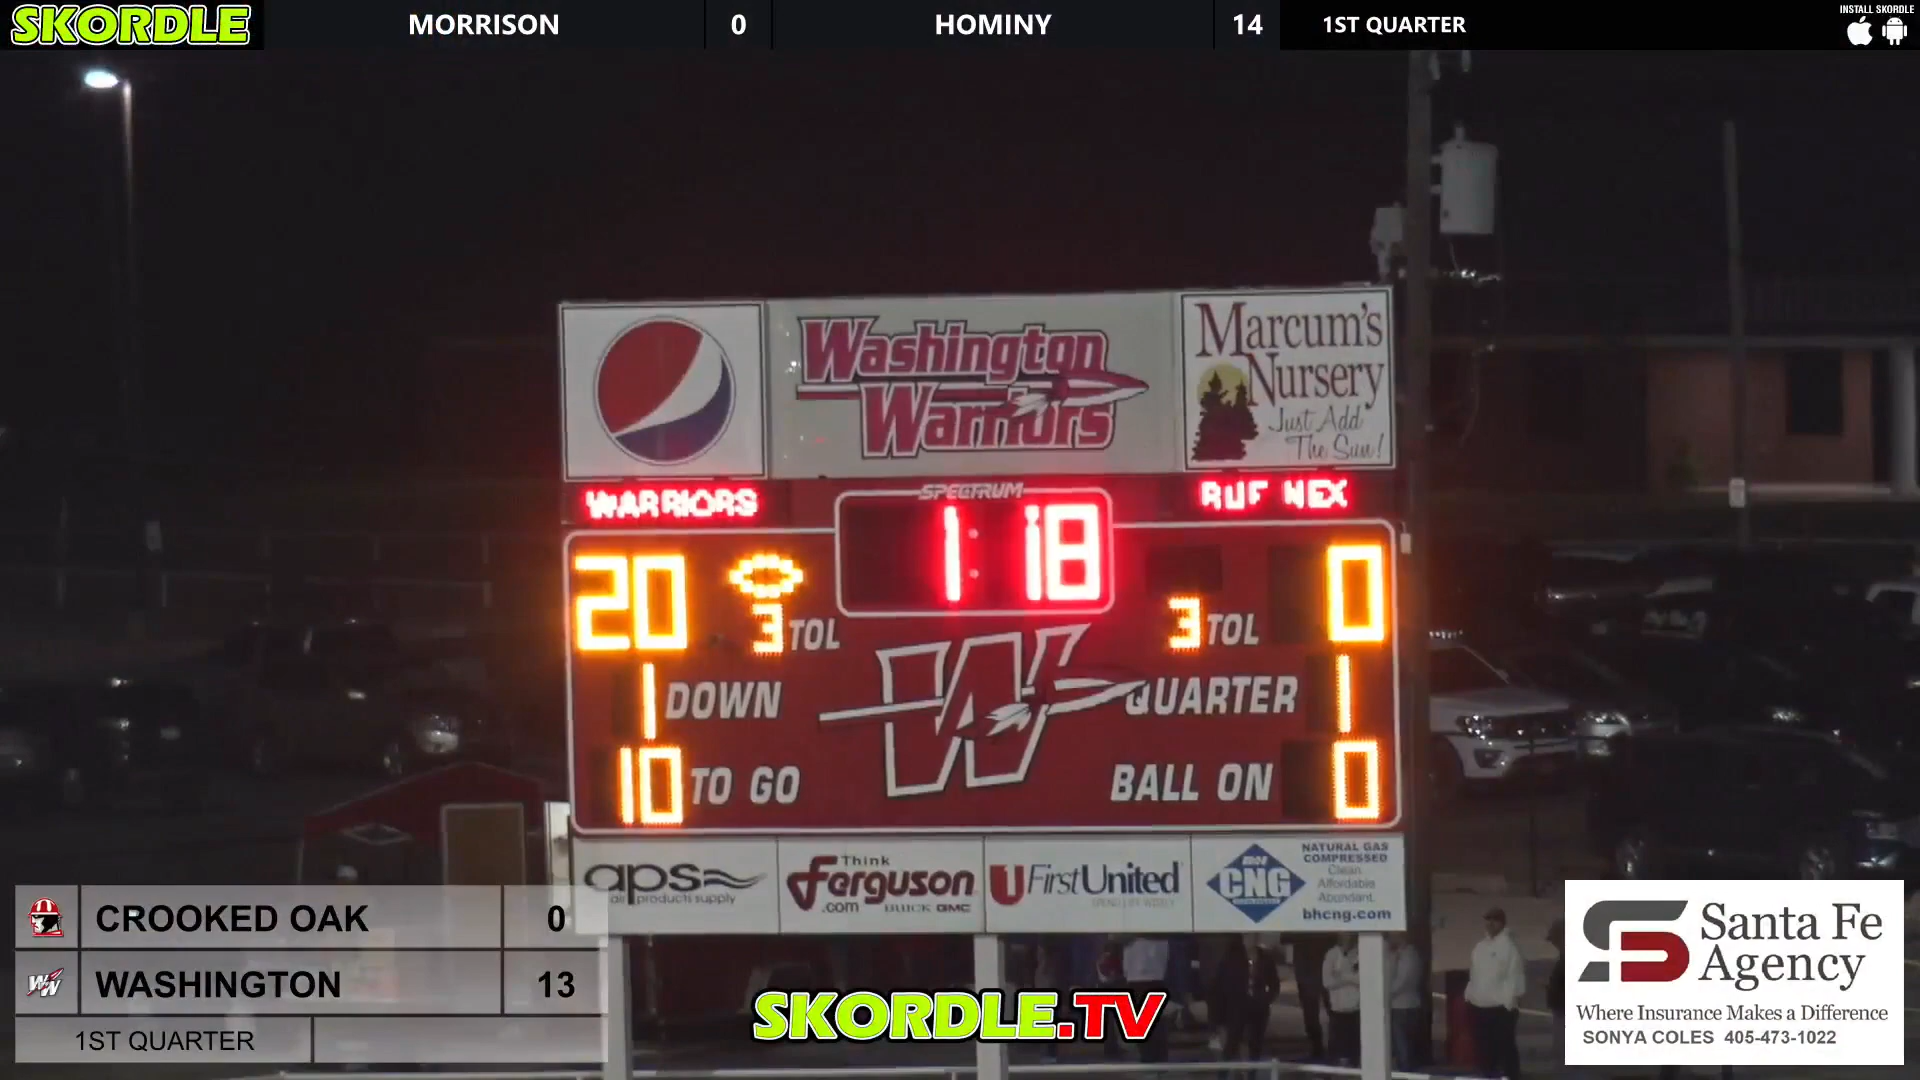 SKORDLE
MORRISON 0 HOMINY 14 1ST QUARTER
INSTALL SKORDLE
Washington
Warriors
Marcum's
Nursery
Just Add
The Sun!
WARRIORS
SPECTRUM
RUF NEX
1:18
20
0
3 TOL
3 TOL
1 DOWN
QUARTER 1
W
10 TO GO
BALL ON 0
aps
air products supply
Think
Ferguson
.com BUICK GMC
U FirstUnited
SPEND LIFE WISELY
CNG
NATURAL GAS
COMPRESSED
Clean
Affordable
Abundant.
bhcng.com
CROOKED OAK 0
WASHINGTON 13
1ST QUARTER
SKORDLE.TV
Santa Fe
Agency
Where Insurance Makes a Difference
SONYA COLES 405-473-1022